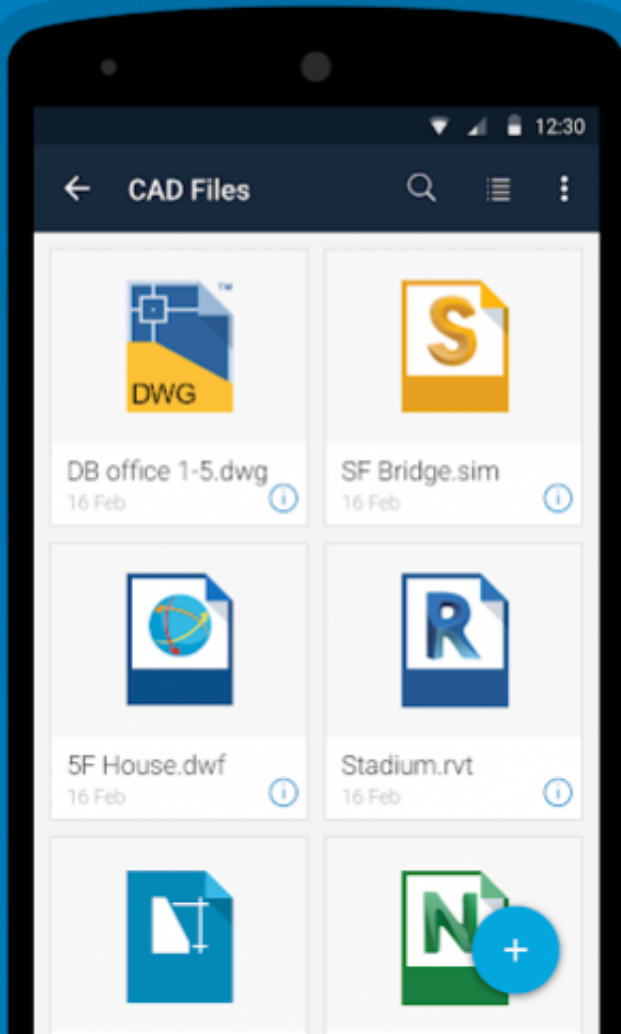 12:30
CAD Files
DWG
TM
S
DB office 1-5.dwg
16 Feb
SF Bridge.sim
16 Feb
R
5F House.dwf
16 Feb
Stadium.rvt
16 Feb
N
+